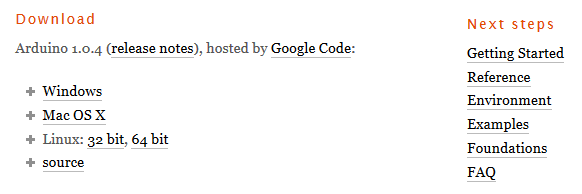 Download
Arduino 1.0.4 (release notes), hosted by Google Code:
Windows
Mac OS X
Linux: 32 bit, 64 bit
source
Next steps
Getting Started
Reference
Environment
Examples
Foundations
FAQ